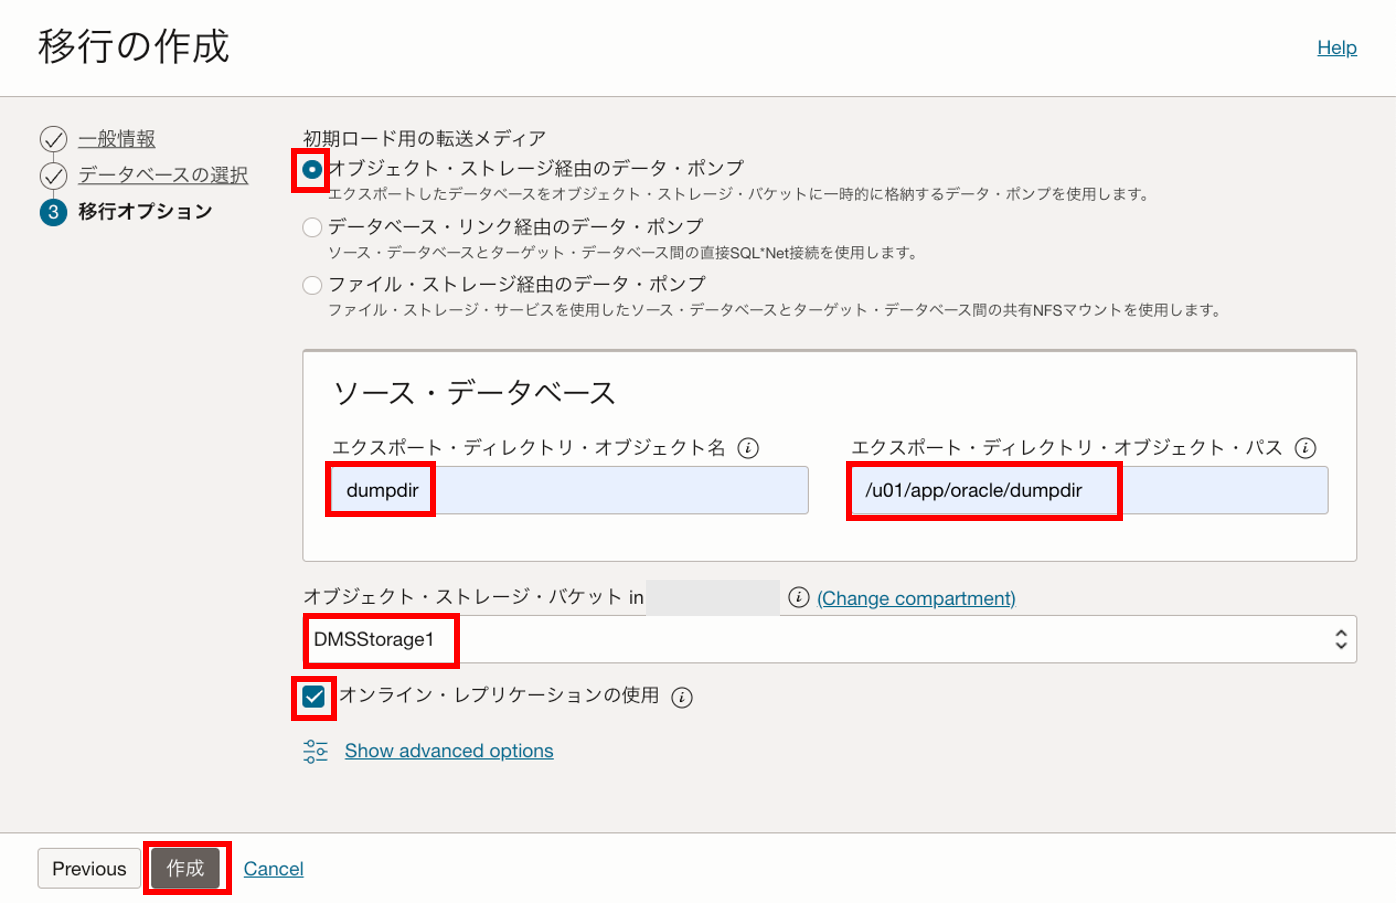 移行の作成
Help
一般情報
データベースの選択
3 移行オプション
初期ロード用の転送メディア
オブジェクト・ストレージ経由のデータ・ポンプ
エクスポートしたデータベースをオブジェクト・ストレージ・バケットに一時的に格納するデータ・ポンプを使用します。
データベース・リンク経由のデータ・ポンプ
ソース・データベースとターゲット・データベース間の直接SQL*Net接続を使用します。
ファイル・ストレージ経由のデータ・ポンプ
ファイル・ストレージ・サービスを使用したソース・データベースとターゲット・データベース間の共有NFSマウントを使用します。
ソース・データベース
エクスポート・ディレクトリ・オブジェクト名
エクスポート・ディレクトリ・オブジェクト・パス
dumpdir
/u01/app/oracle/dumpdir
オブジェクト・ストレージ・バケット in (Change compartment)
DMSStorage1
オンライン・レプリケーションの使用
Show advanced options
Previous 作成 Cancel